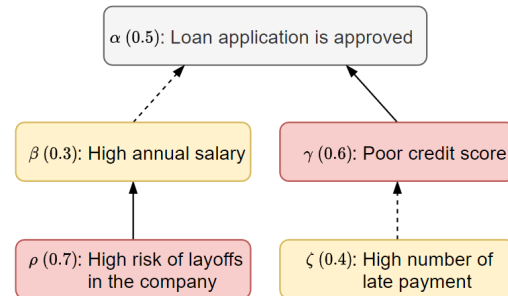 α (0.5): Loan application is approved
β (0.3): High annual salary
γ (0.6): Poor credit score
ρ (0.7): High risk of layoffs
in the company
ζ (0.4): High number of
late payment